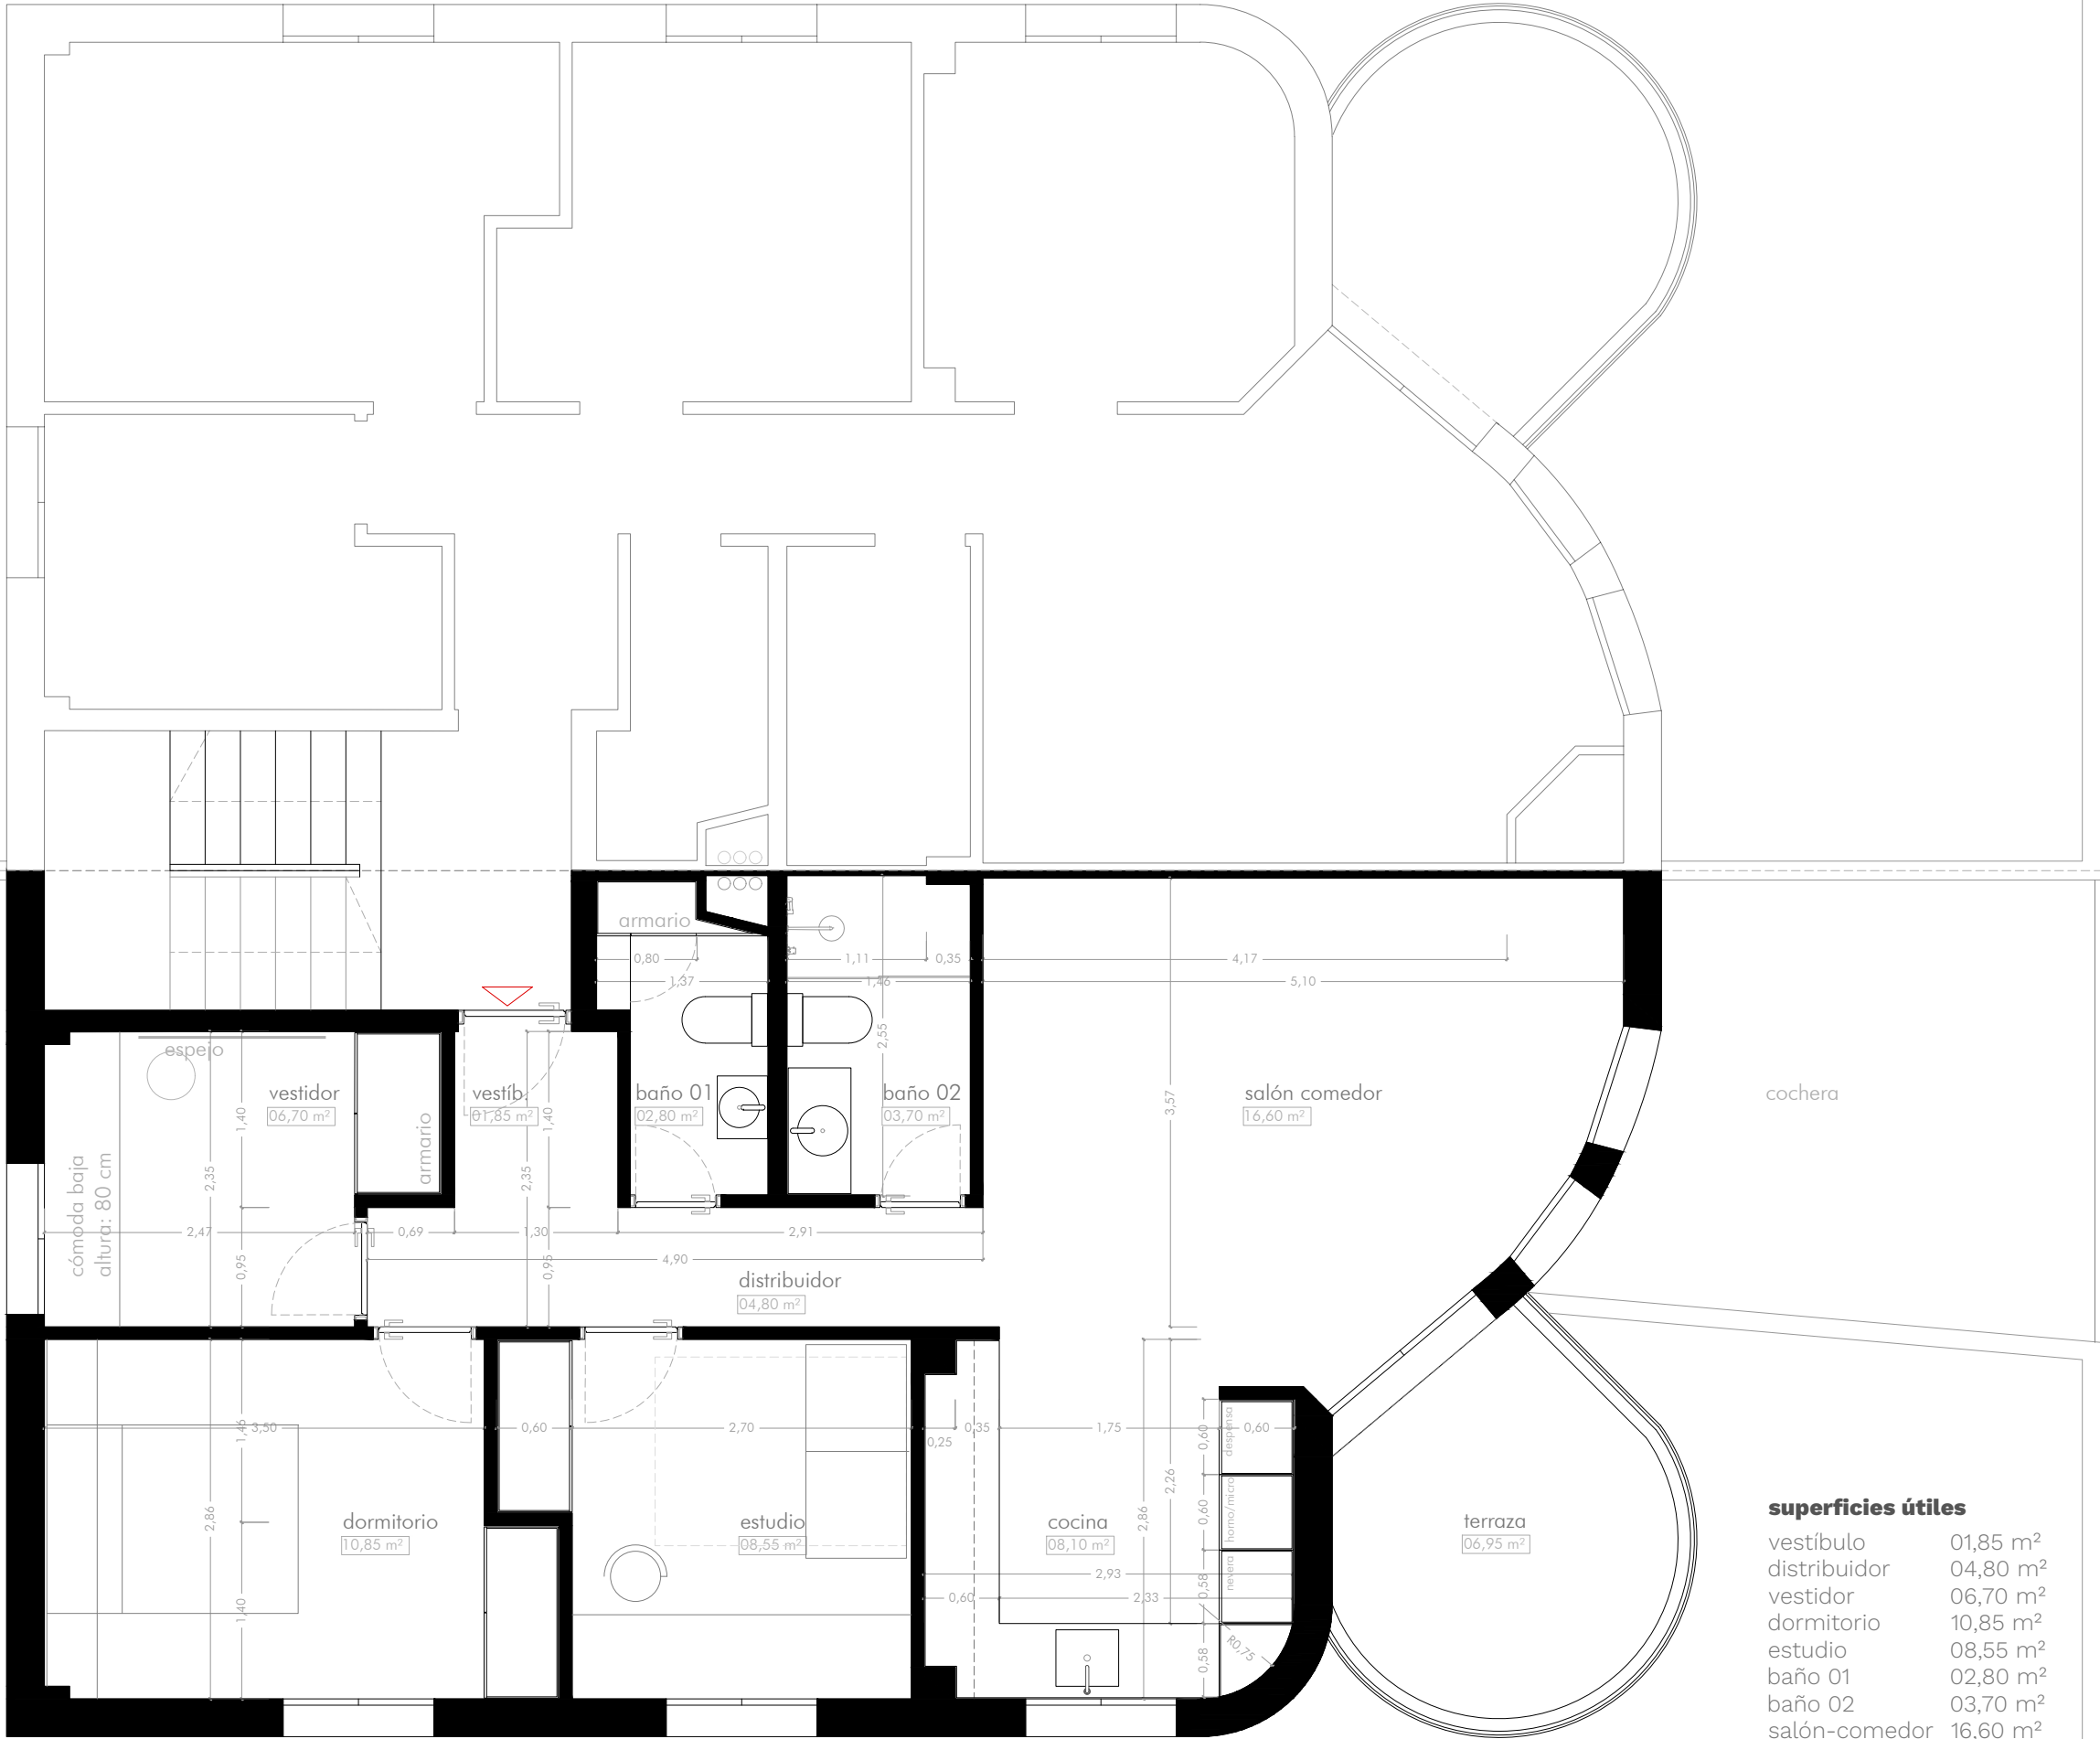 armario
0,80
1,11
0,35
4,17
1,37
1,46
5,10
2,55
espejo
vestidor
06,70 m²
vestíb.
01,85 m²
baño 01
02,80 m²
baño 02
03,70 m²
salón comedor
16,60 m²
cochera
1,40
1,40
3,57
armario
cómoda baja
altura: 80 cm
2,35
2,35
2,47
0,69
1,30
2,91
0,95
0,95
4,90
distribuidor
04,80 m²
1,46
3,50
0,60
2,70
0,25
0,35
1,75
0,60
despensa
0,60
2,26
2,86
2,86
dormitorio
10,85 m²
estudio
08,55 m²
cocina
08,10 m²
0,60
horno/micro
terraza
06,95 m²
2,93
0,58
nevera
0,60
2,33
1,40
R0,75
0,58
superficies útiles
vestíbulo 01,85 m²
distribuidor 04,80 m²
vestidor 06,70 m²
dormitorio 10,85 m²
estudio 08,55 m²
baño 01 02,80 m²
baño 02 03,70 m²
salón-comedor 16,60 m²